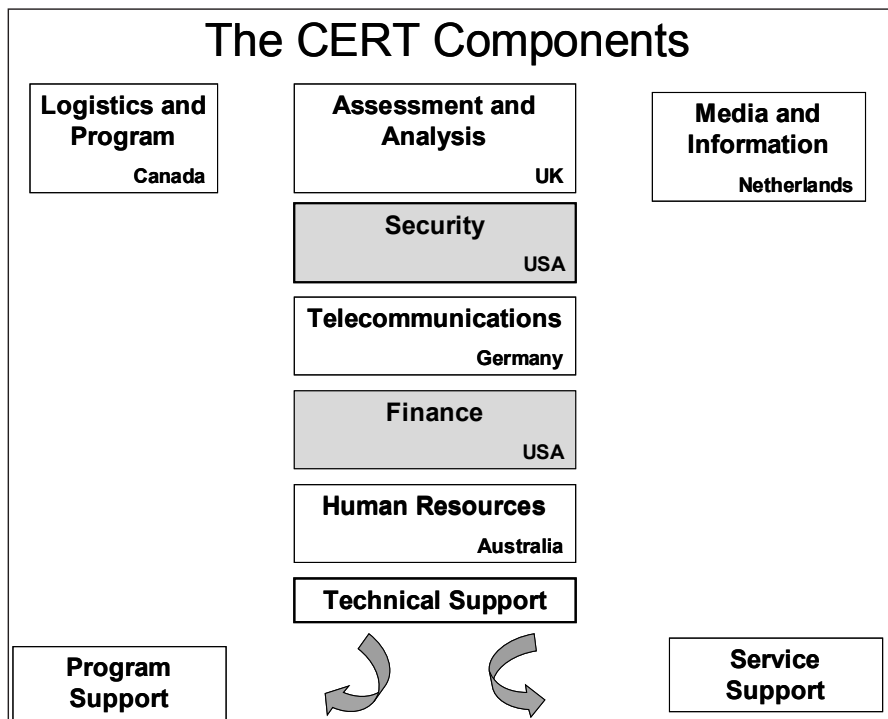 The CERT Components
Logistics and
Program
Canada
Assessment and
Analysis
UK
Media and
Information
Netherlands
Security
USA
Telecommunications
Germany
Finance
USA
Human Resources
Australia
Technical Support
Program
Support
Service
Support